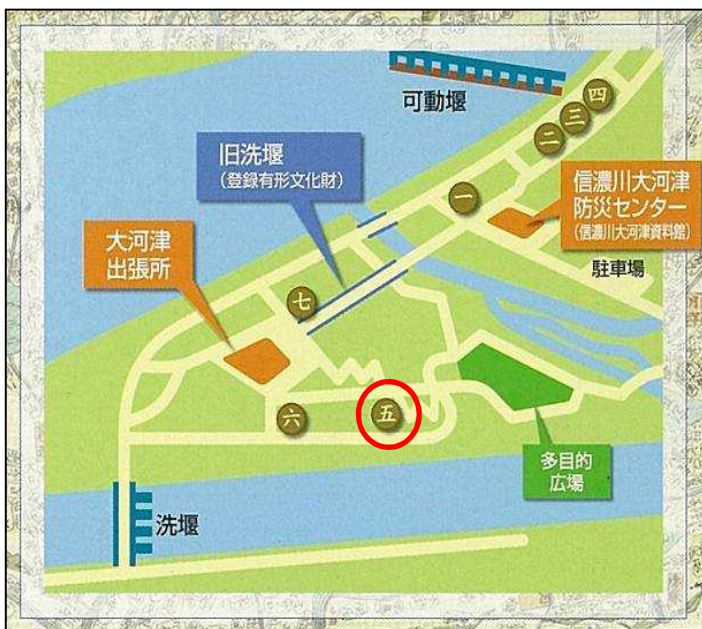 可動堰
四
三
二
旧洗堰
(登録有形文化財)
一
信濃川大河津
防災センター
(信濃川大河津資料館)
大河津
出張所
駐車場
七
六
五
多目的
広場
洗堰